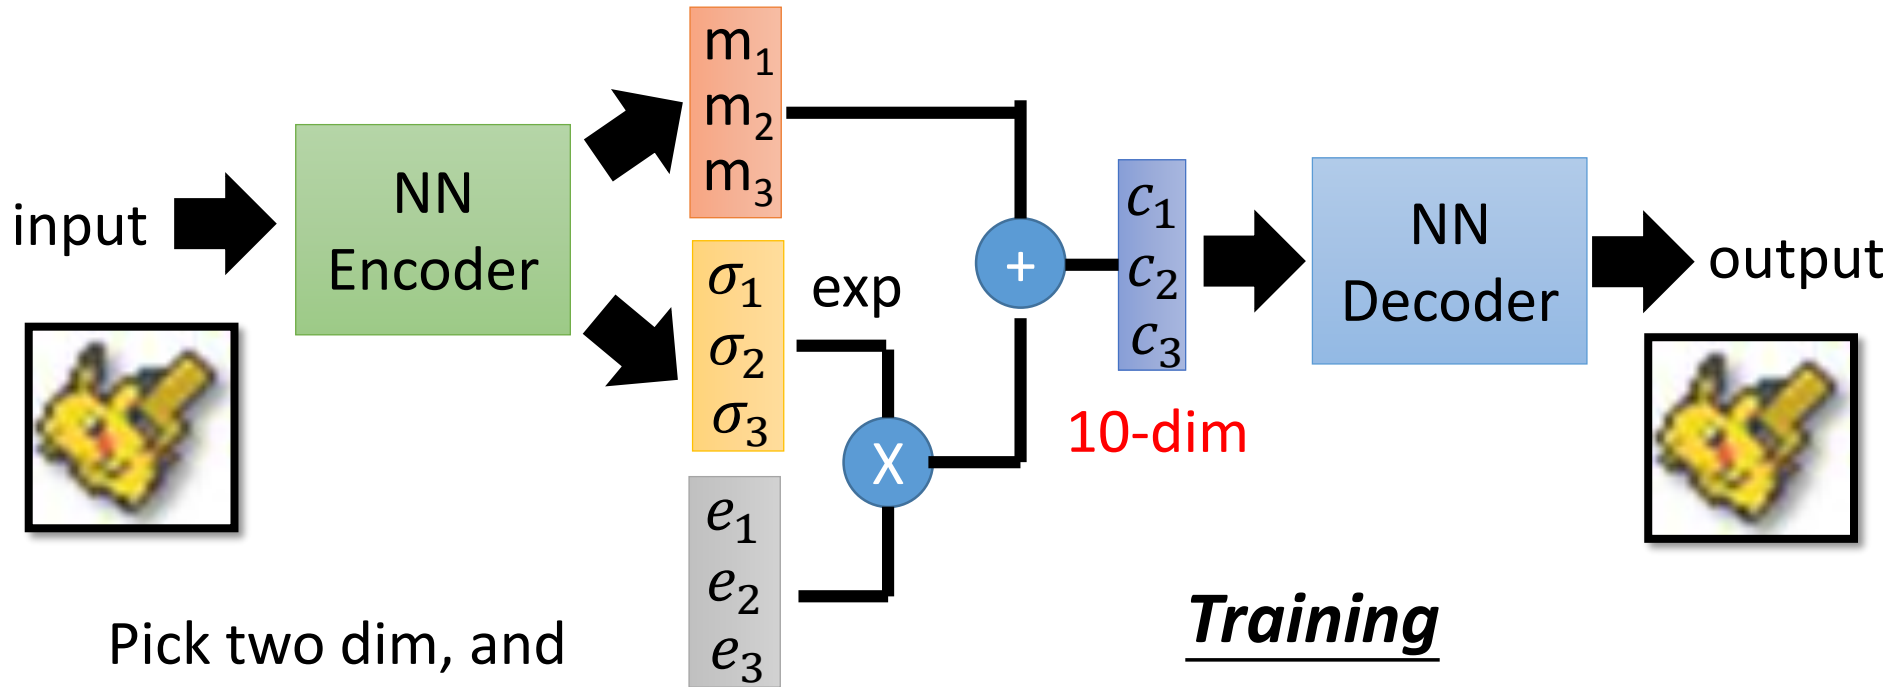 input
NN
Encoder
m₁
m₂
m₃
σ₁
σ₂
σ₃
exp
e₁
e₂
e₃
X
+
c₁
c₂
c₃
10-dim
NN
Decoder
output
Pick two dim, and
Training